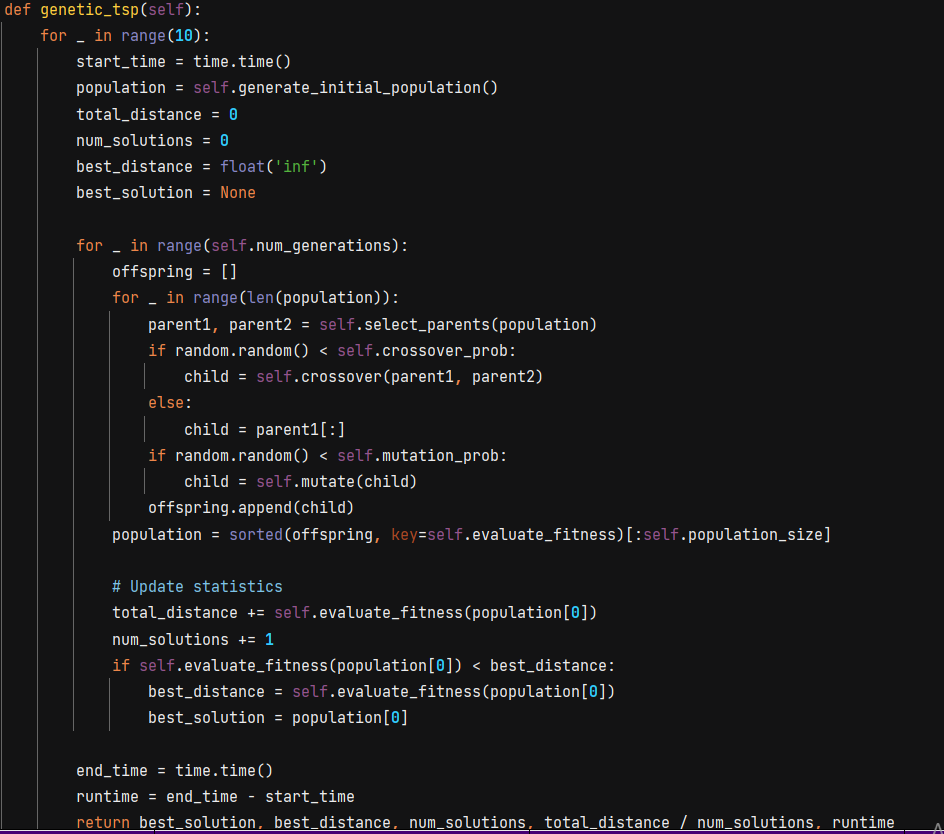 def genetic_tsp(self):
    for _ in range(10):
        start_time = time.time()
        population = self.generate_initial_population()
        total_distance = 0
        num_solutions = 0
        best_distance = float('inf')
        best_solution = None

        for _ in range(self.num_generations):
            offspring = []
            for _ in range(len(population)):
                parent1, parent2 = self.select_parents(population)
                if random.random() < self.crossover_prob:
                    child = self.crossover(parent1, parent2)
                else:
                    child = parent1[:]
                if random.random() < self.mutation_prob:
                    child = self.mutate(child)
                offspring.append(child)
            population = sorted(offspring, key=self.evaluate_fitness)[:self.population_size]

            # Update statistics
            total_distance += self.evaluate_fitness(population[0])
            num_solutions += 1
            if self.evaluate_fitness(population[0]) < best_distance:
                best_distance = self.evaluate_fitness(population[0])
                best_solution = population[0]

        end_time = time.time()
        runtime = end_time - start_time
        return best_solution, best_distance, num_solutions, total_distance / num_solutions, runtime